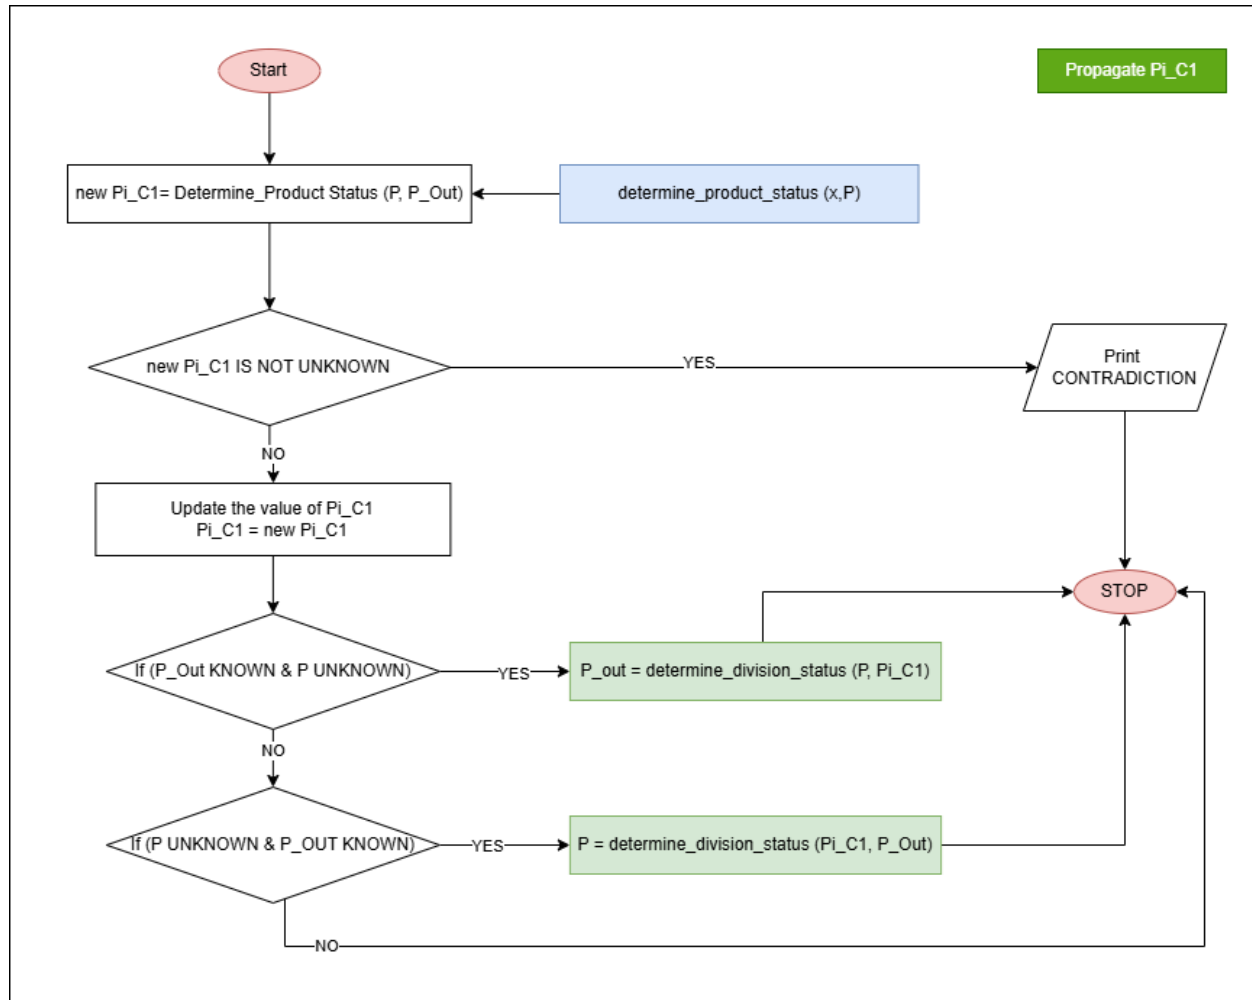 Start
Propagate Pi_C1
new Pi_C1= Determine_Product Status (P, P_Out)
determine_product_status (x,P)
new Pi_C1 IS NOT UNKNOWN
YES
Print
CONTRADICTION
NO
Update the value of Pi_C1
Pi_C1 = new Pi_C1
STOP
If (P_Out KNOWN & P UNKNOWN)
YES
P_out = determine_division_status (P, Pi_C1)
NO
If (P UNKNOWN & P_OUT KNOWN)
YES
P = determine_division_status (Pi_C1, P_Out)
NO